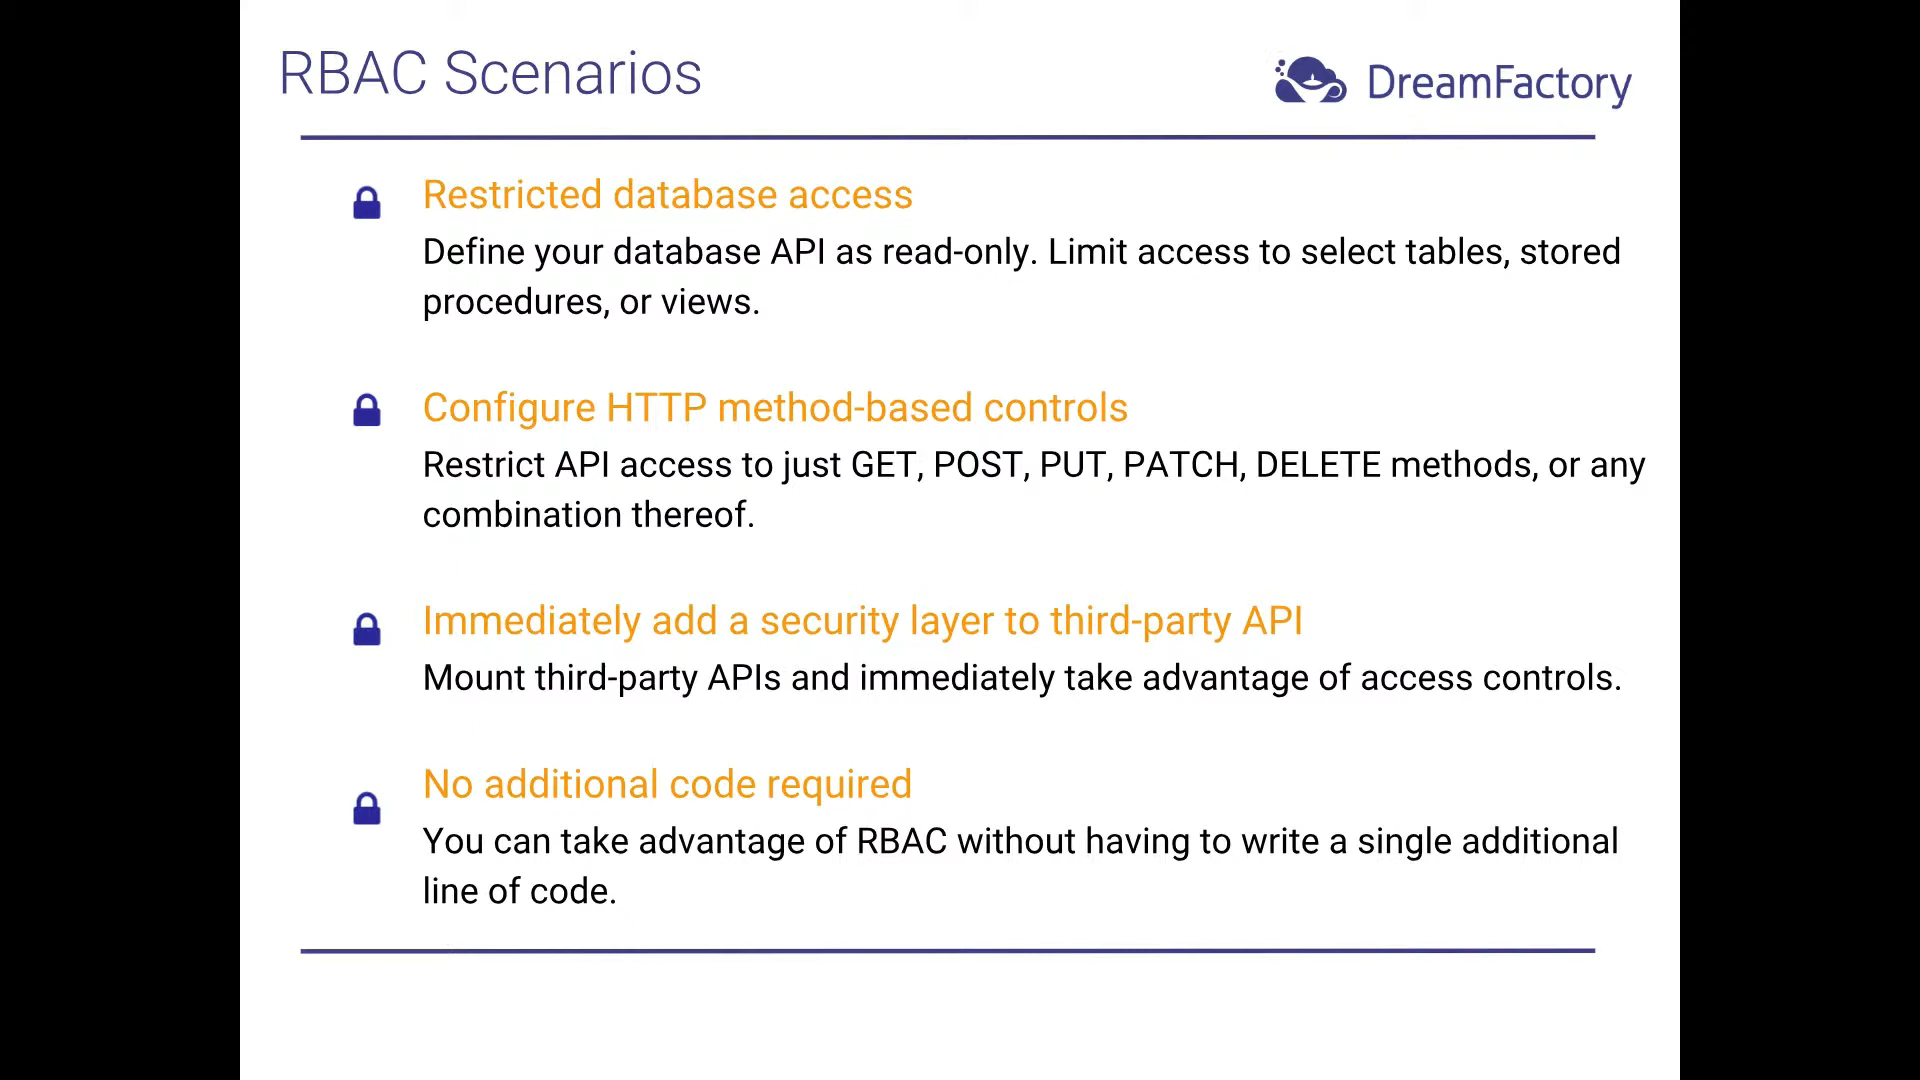 RBAC Scenarios
DreamFactory
Restricted database access
Define your database API as read-only. Limit access to select tables, stored
procedures, or views.
Configure HTTP method-based controls
Restrict API access to just GET, POST, PUT, PATCH, DELETE methods, or any
combination thereof.
Immediately add a security layer to third-party API
Mount third-party APIs and immediately take advantage of access controls.
No additional code required
You can take advantage of RBAC without having to write a single additional
line of code.